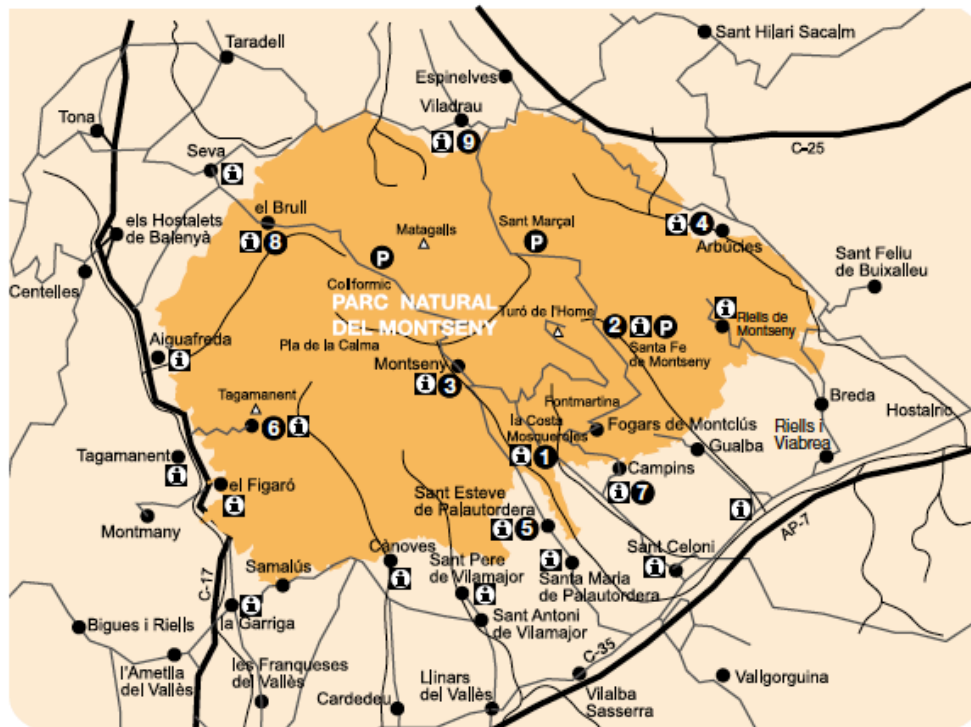 Taradell
Sant Hilari Sacalm
Espinelves
Viladrau
Tona
i 9
C-25
Seva
i
el Brull
i 8
Matagalls
Sant Marçal
P
i 4
Arbúcies
els Hostalets
de Balenyà
P
Collformic
Sant Feliu
de Buixalleu
Centelles
PARC NATURAL
DEL MONTSENY
Turó de l'Home
i
Riells de
Montseny
2 i P
Santa Fe
de Montseny
Aiguafreda
i
Pla de la Calma
Montseny
i 3
Tagamanent
6 i
Fontmartina
Breda
Hostalric
la Costa
Mosqueroles
i 1
Fogars de Montclús
Gualba
Riells i
Viabrea
Tagamanent
i
Campins
i 7
el Figaró
i
Sant Esteve
de Palautordera
i 5
i
AP-7
Montmany
Cànoves
i
Sant Pere
de Vilamajor
i
i
Santa Maria
de Palautordera
Sant Celoni
i
Samalús
C-17
i
la Garriga
Sant Antoni
de Vilamajor
Bigues i Riells
C-35
l'Ametlla
del Vallès
les Franqueses
del Vallès
Cardedeu
Llinars
del Vallès
Vilalba
Sasserra
Vallgorguina